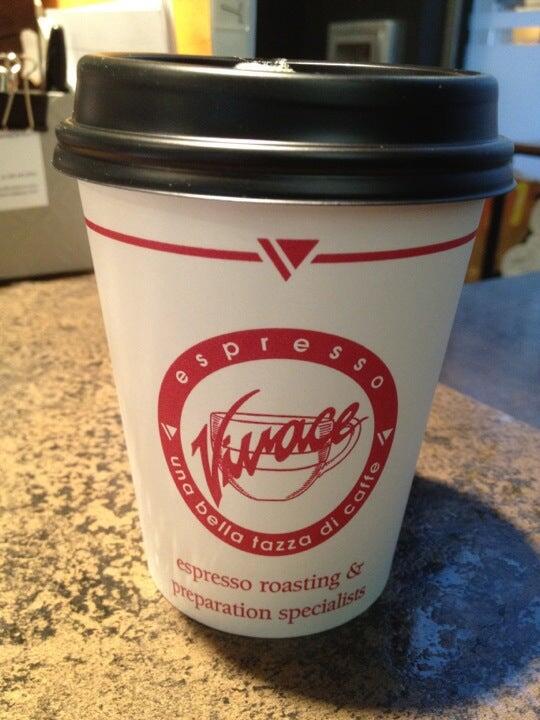 espresso
Vivace
una bella tazza di caffe
espresso roasting &
preparation specialists